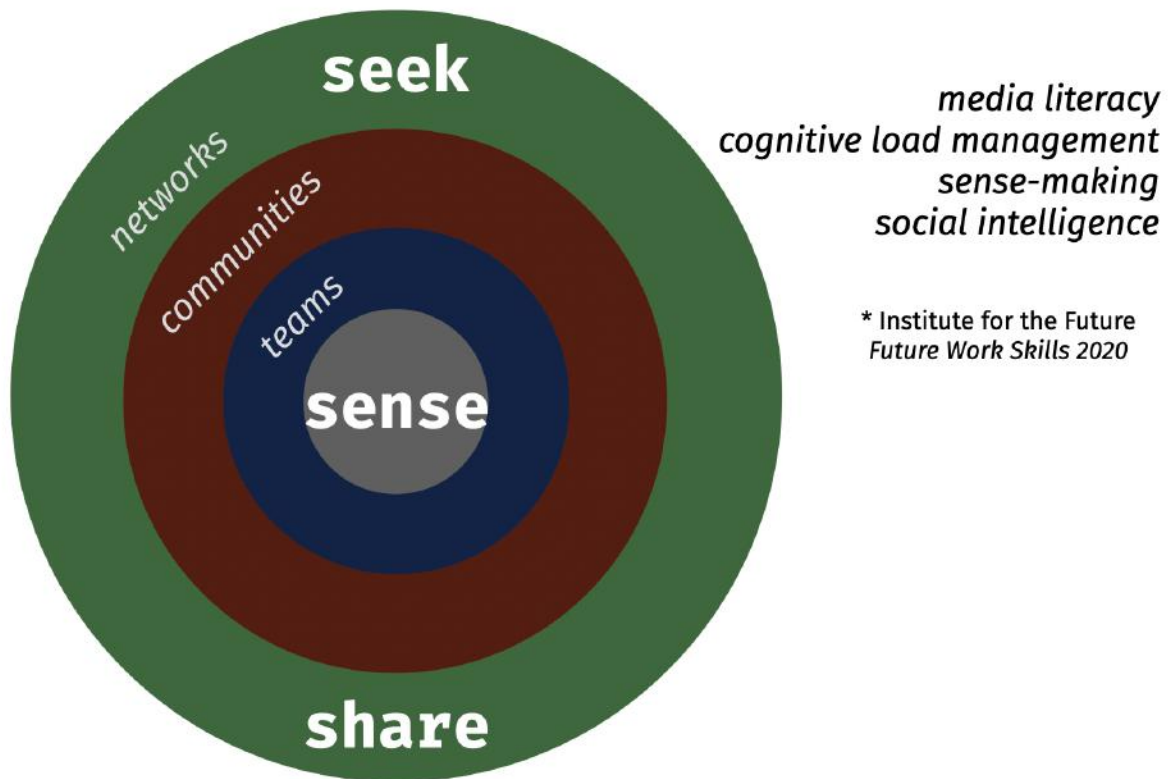 seek
networks
communities
teams
sense
share
media literacy
cognitive load management
sense-making
social intelligence
* Institute for the Future
Future Work Skills 2020